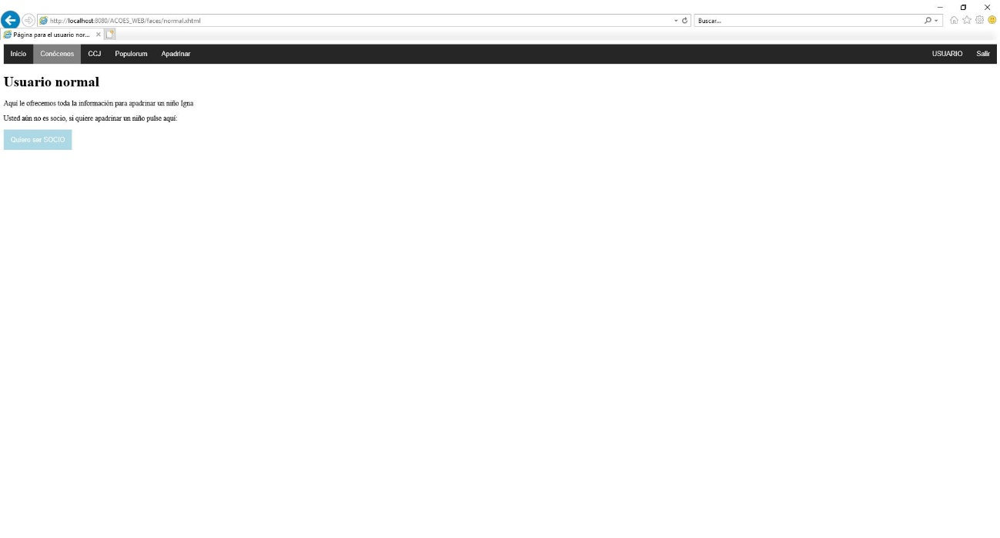 http://localhost:8080/ACOES_WEB/faces/normal.xhtml
Buscar...
Página para el usuario nor...
Inicio Conócenos CCJ Populorum Apadrinar USUARIO Salir
Usuario normal
Aquí le ofrecemos toda la información para apadrinar un niño Igna
Usted aún no es socio, si quiere apadrinar un niño pulse aquí:
Quiero ser SOCIO